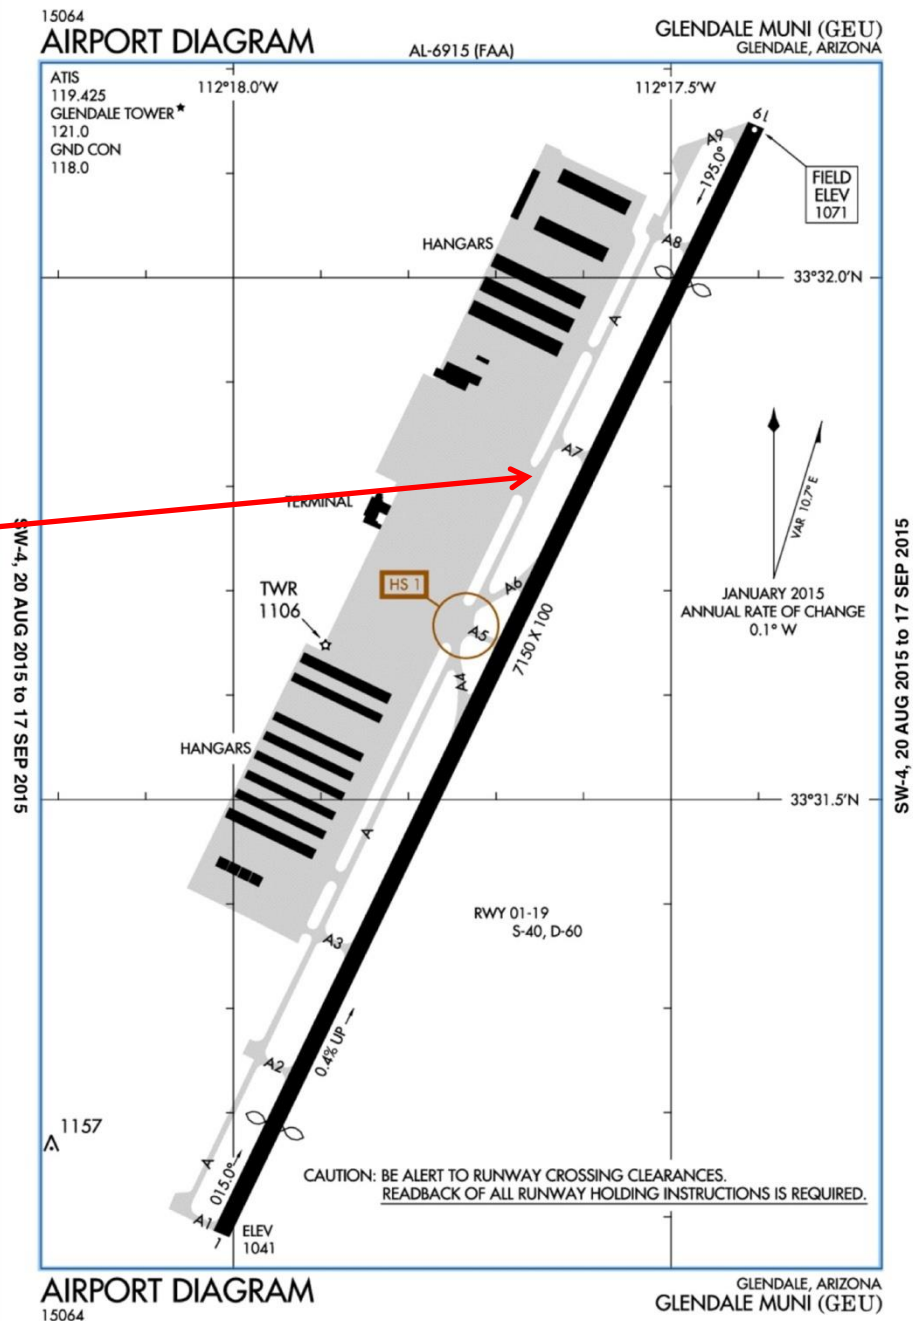 15064
AIRPORT DIAGRAM
AL-6915 (FAA)
GLENDALE MUNI (GEU)
GLENDALE, ARIZONA
ATIS
119.425
GLENDALE TOWER*
121.0
GND CON
118.0
112°18.0'W
112°17.5'W
19
A9
195.0°
FIELD
ELEV
1071
HANGARS
A8
33°32.0'N
A
A7
VAR 10.7° E
TERMINAL
HS 1
A6
TWR
1106
A5
JANUARY 2015
ANNUAL RATE OF CHANGE
0.1° W
7150 X 100
A4
HANGARS
33°31.5'N
A
RWY 01-19
S-40, D-60
A3
0.4% UP
A2
1157
A
015.0°
CAUTION: BE ALERT TO RUNWAY CROSSING CLEARANCES.
READBACK OF ALL RUNWAY HOLDING INSTRUCTIONS IS REQUIRED.
A1
1
ELEV
1041
SW-4, 20 AUG 2015 to 17 SEP 2015
SW-4, 20 AUG 2015 to 17 SEP 2015
AIRPORT DIAGRAM
15064
GLENDALE, ARIZONA
GLENDALE MUNI (GEU)